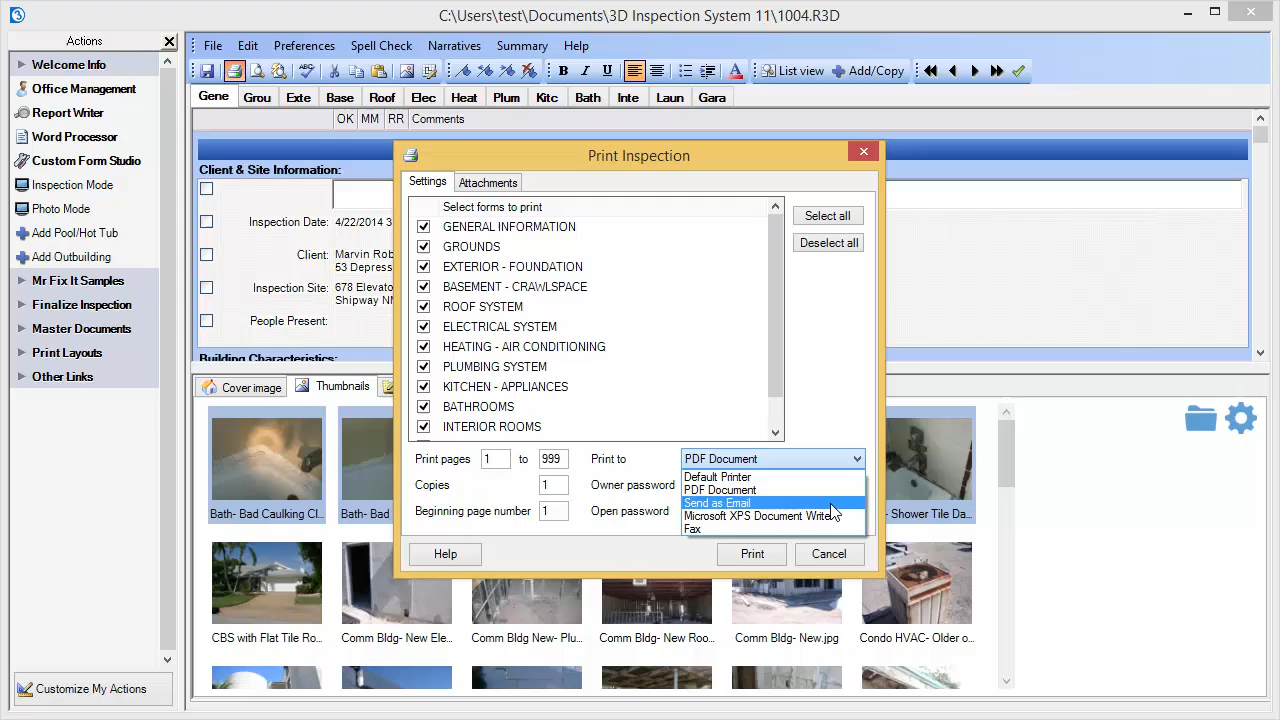 C:\Users\test\Documents\3D Inspection System 11\1004.R3D
Actions
Welcome Info
Office Management
Report Writer
Word Processor
Custom Form Studio
Inspection Mode
Photo Mode
Add Pool/Hot Tub
Add Outbuilding
Mr Fix It Samples
Finalize Inspection
Master Documents
Print Layouts
Other Links
Customize My Actions
File Edit Preferences Spell Check Narratives Summary Help
B I U A List view Add/Copy
Gene Grou Exte Base Roof Elec Heat Plum Kitc Bath Inte Laun Gara
OK MM RR Comments
Client & Site Information:
Inspection Date: 4/22/2014 3
Client: Marvin Rob
53 Depress
Inspection Site: 678 Elevato
Shipway NN
People Present:
Building Characteristics:
Print Inspection
Settings Attachments
Select forms to print
GENERAL INFORMATION
GROUNDS
EXTERIOR - FOUNDATION
BASEMENT - CRAWLSPACE
ROOF SYSTEM
ELECTRICAL SYSTEM
HEATING - AIR CONDITIONING
PLUMBING SYSTEM
KITCHEN - APPLIANCES
BATHROOMS
INTERIOR ROOMS
Select all
Deselect all
Print pages 1 to 999 Print to PDF Document
Copies 1 Owner password
Beginning page number 1 Open password
Default Printer
PDF Document
Send as Email
Microsoft XPS Document Write
Fax
Help Print Cancel
Cover image Thumbnails
Bath- Bad Caulking Cl... Bath- Bad - Shower Tile Da...
CBS with Flat Tile Ro... Comm Bldg- New Ele... Comm Bldg New- Plu... Comm Bldg- New Roo... Comm Bldg- New.jpg Condo HVAC- Older o...